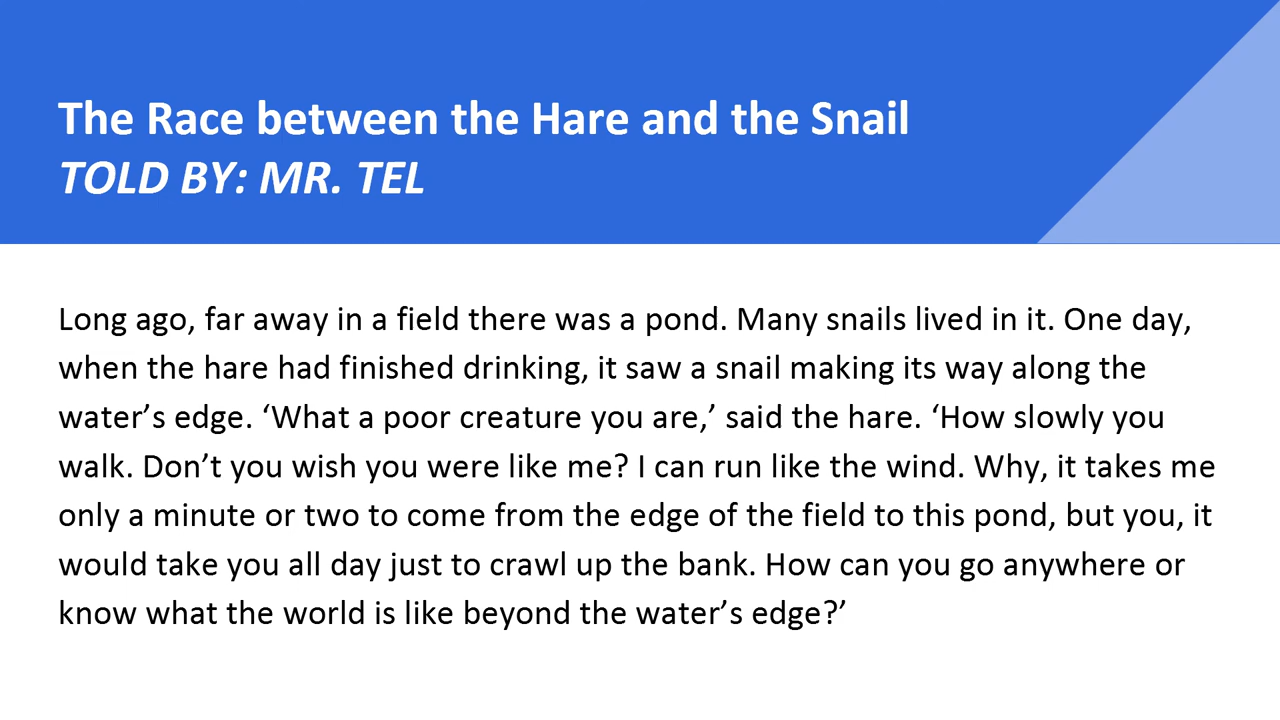 The Race between the Hare and the Snail
TOLD BY: MR. TEL
Long ago, far away in a field there was a pond. Many snails lived in it. One day,
when the hare had finished drinking, it saw a snail making its way along the
water’s edge. ‘What a poor creature you are,’ said the hare. ‘How slowly you
walk. Don’t you wish you were like me? I can run like the wind. Why, it takes me
only a minute or two to come from the edge of the field to this pond, but you, it
would take you all day just to crawl up the bank. How can you go anywhere or
know what the world is like beyond the water’s edge?’